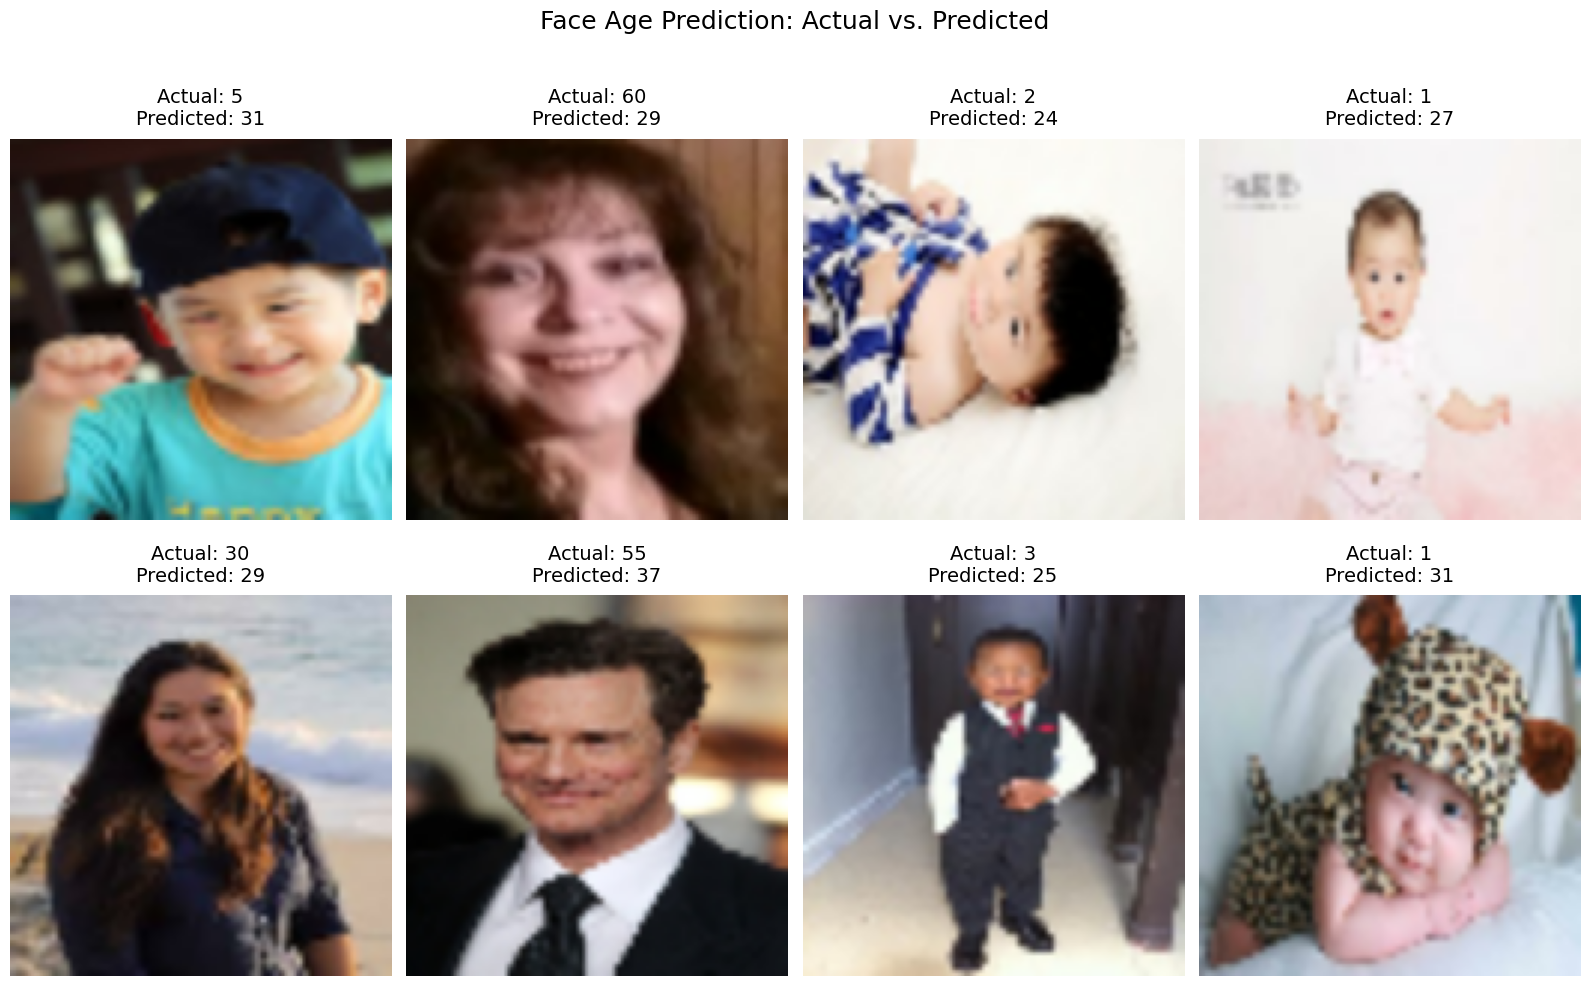 Face Age Prediction: Actual vs. Predicted
Actual: 5
Predicted: 31
Actual: 60
Predicted: 29
Actual: 2
Predicted: 24
Actual: 1
Predicted: 27
Actual: 30
Predicted: 29
Actual: 55
Predicted: 37
Actual: 3
Predicted: 25
Actual: 1
Predicted: 31